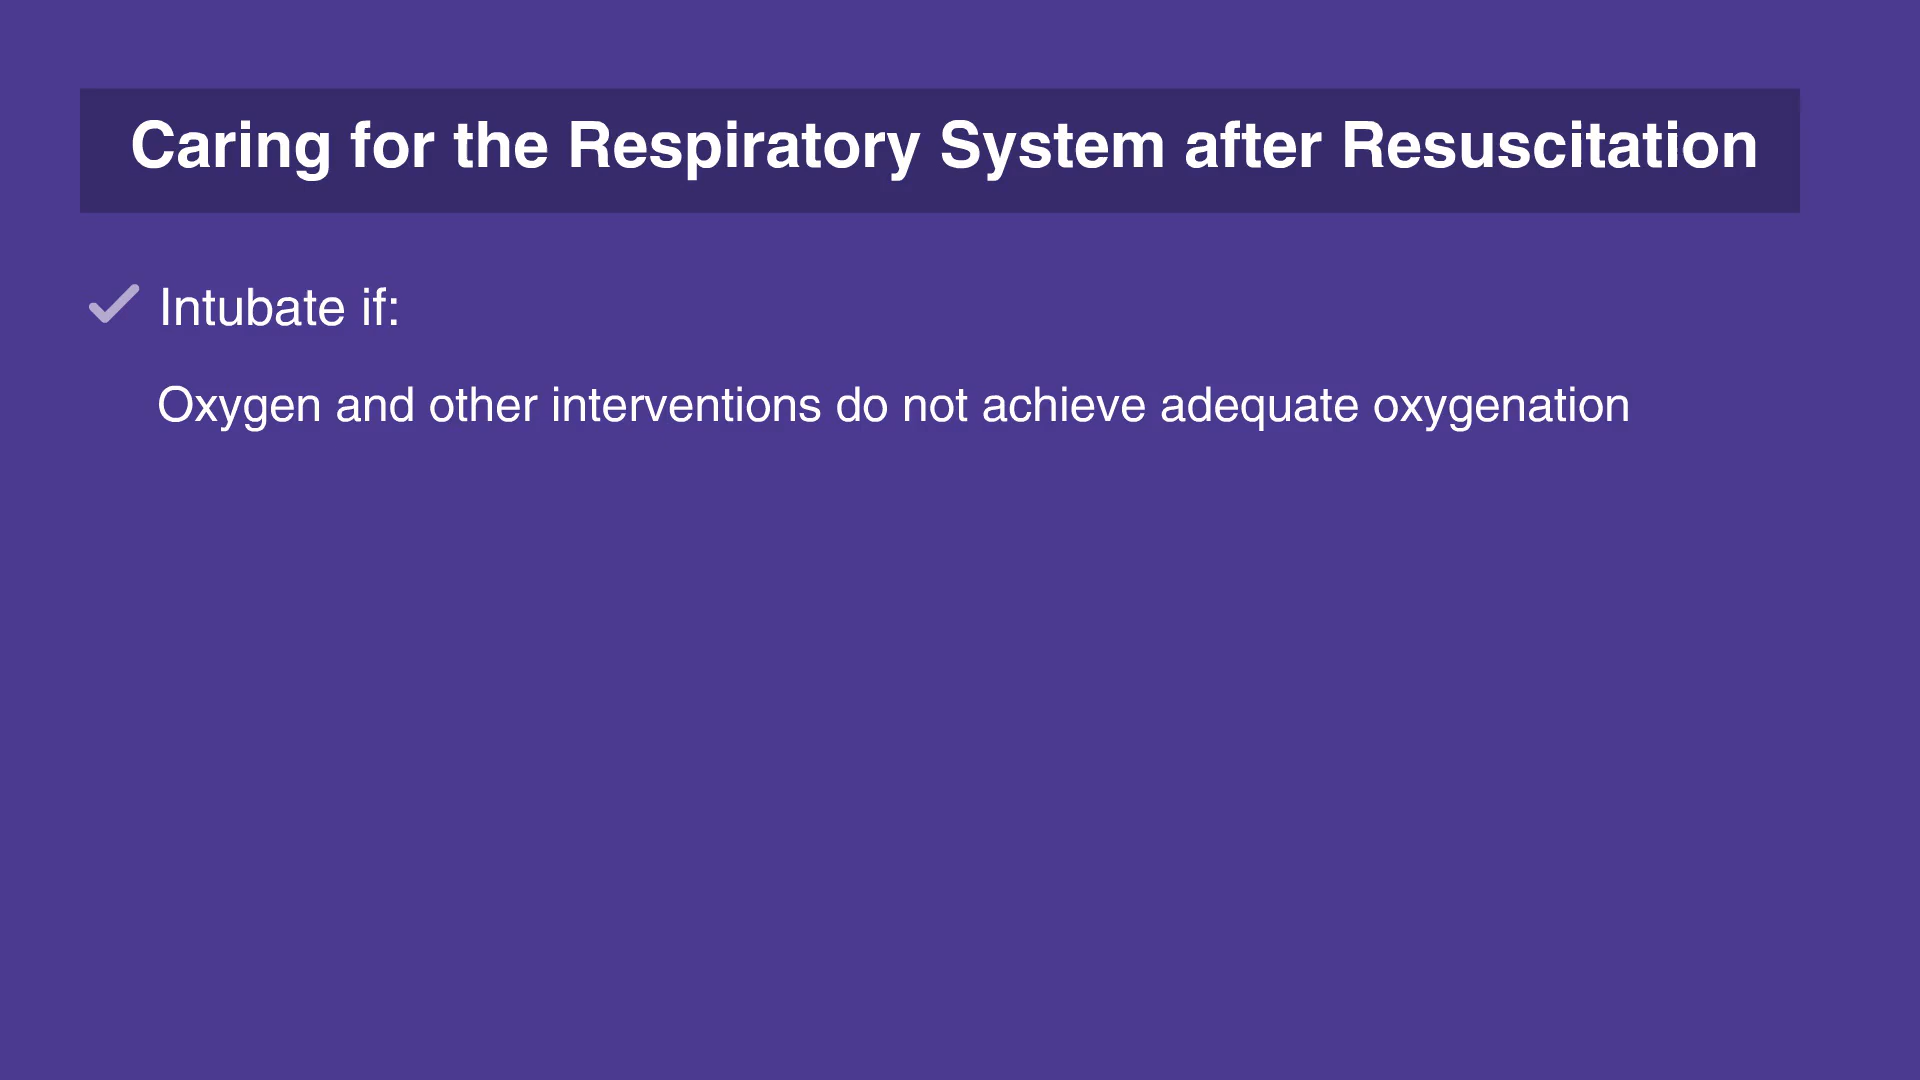 Caring for the Respiratory System after Resuscitation
Intubate if:
Oxygen and other interventions do not achieve adequate oxygenation